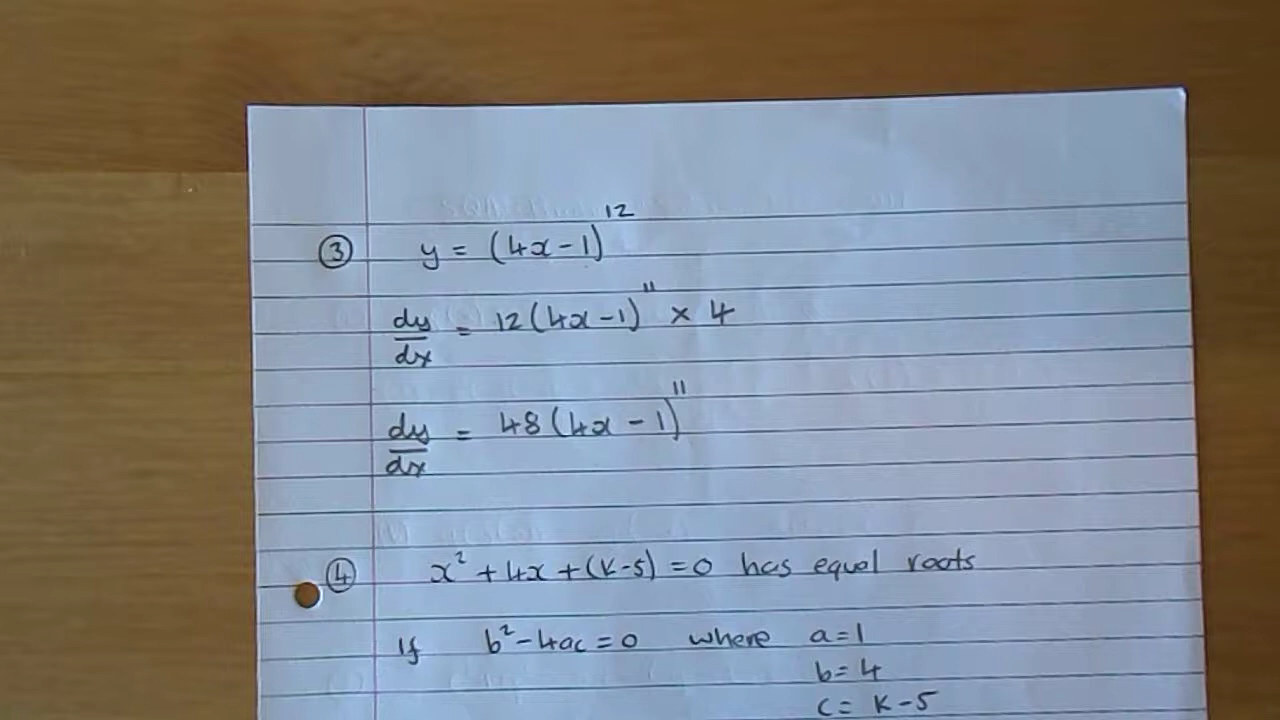 ③ y = (4x-1)¹²
dy/dx = 12(4x-1)¹¹ × 4
dy/dx = 48(4x-1)¹¹
④ x² + 4x + (k-5) = 0 has equal roots
If b² - 4ac = 0 where a = 1
b = 4
c = k-5